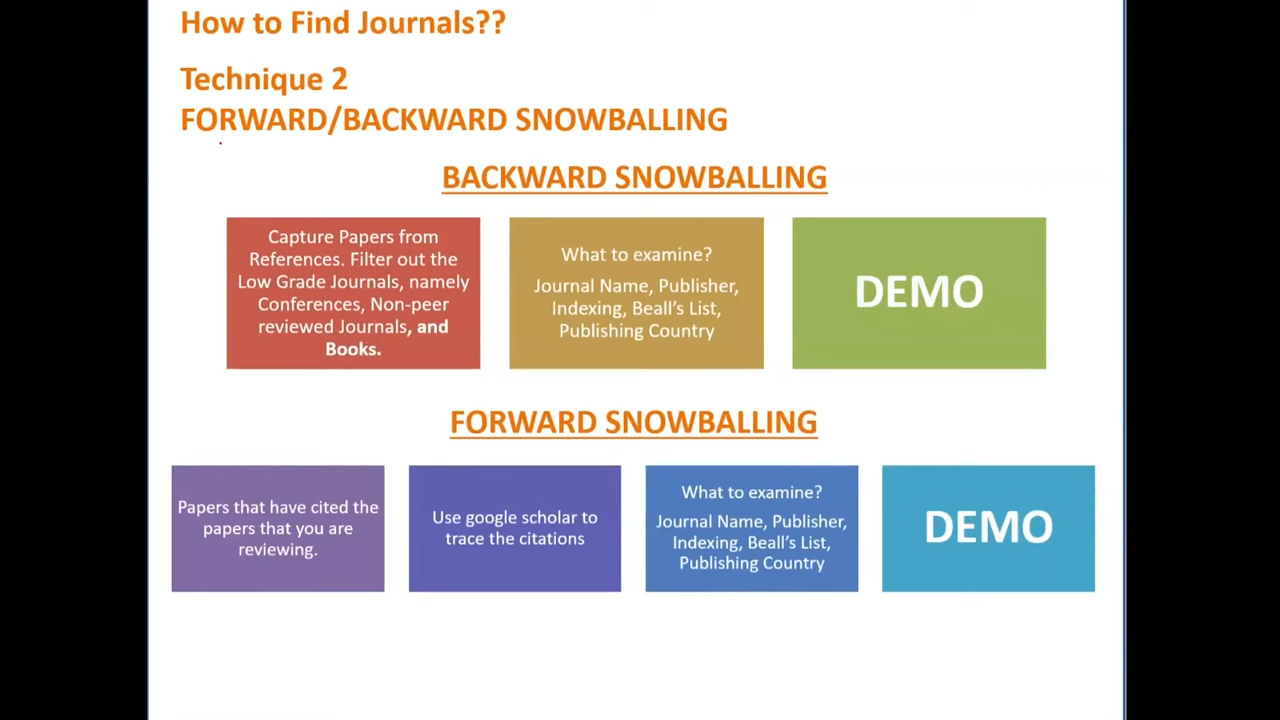 How to Find Journals??
Technique 2
FORWARD/BACKWARD SNOWBALLING
BACKWARD SNOWBALLING
Capture Papers from
References. Filter out the
Low Grade Journals, namely
Conferences, Non-peer
reviewed Journals, and
Books.
What to examine?
Journal Name, Publisher,
Indexing, Beall's List,
Publishing Country
DEMO
FORWARD SNOWBALLING
Papers that have cited the
papers that you are
reviewing.
Use google scholar to
trace the citations
What to examine?
Journal Name, Publisher,
Indexing, Beall's List,
Publishing Country
DEMO